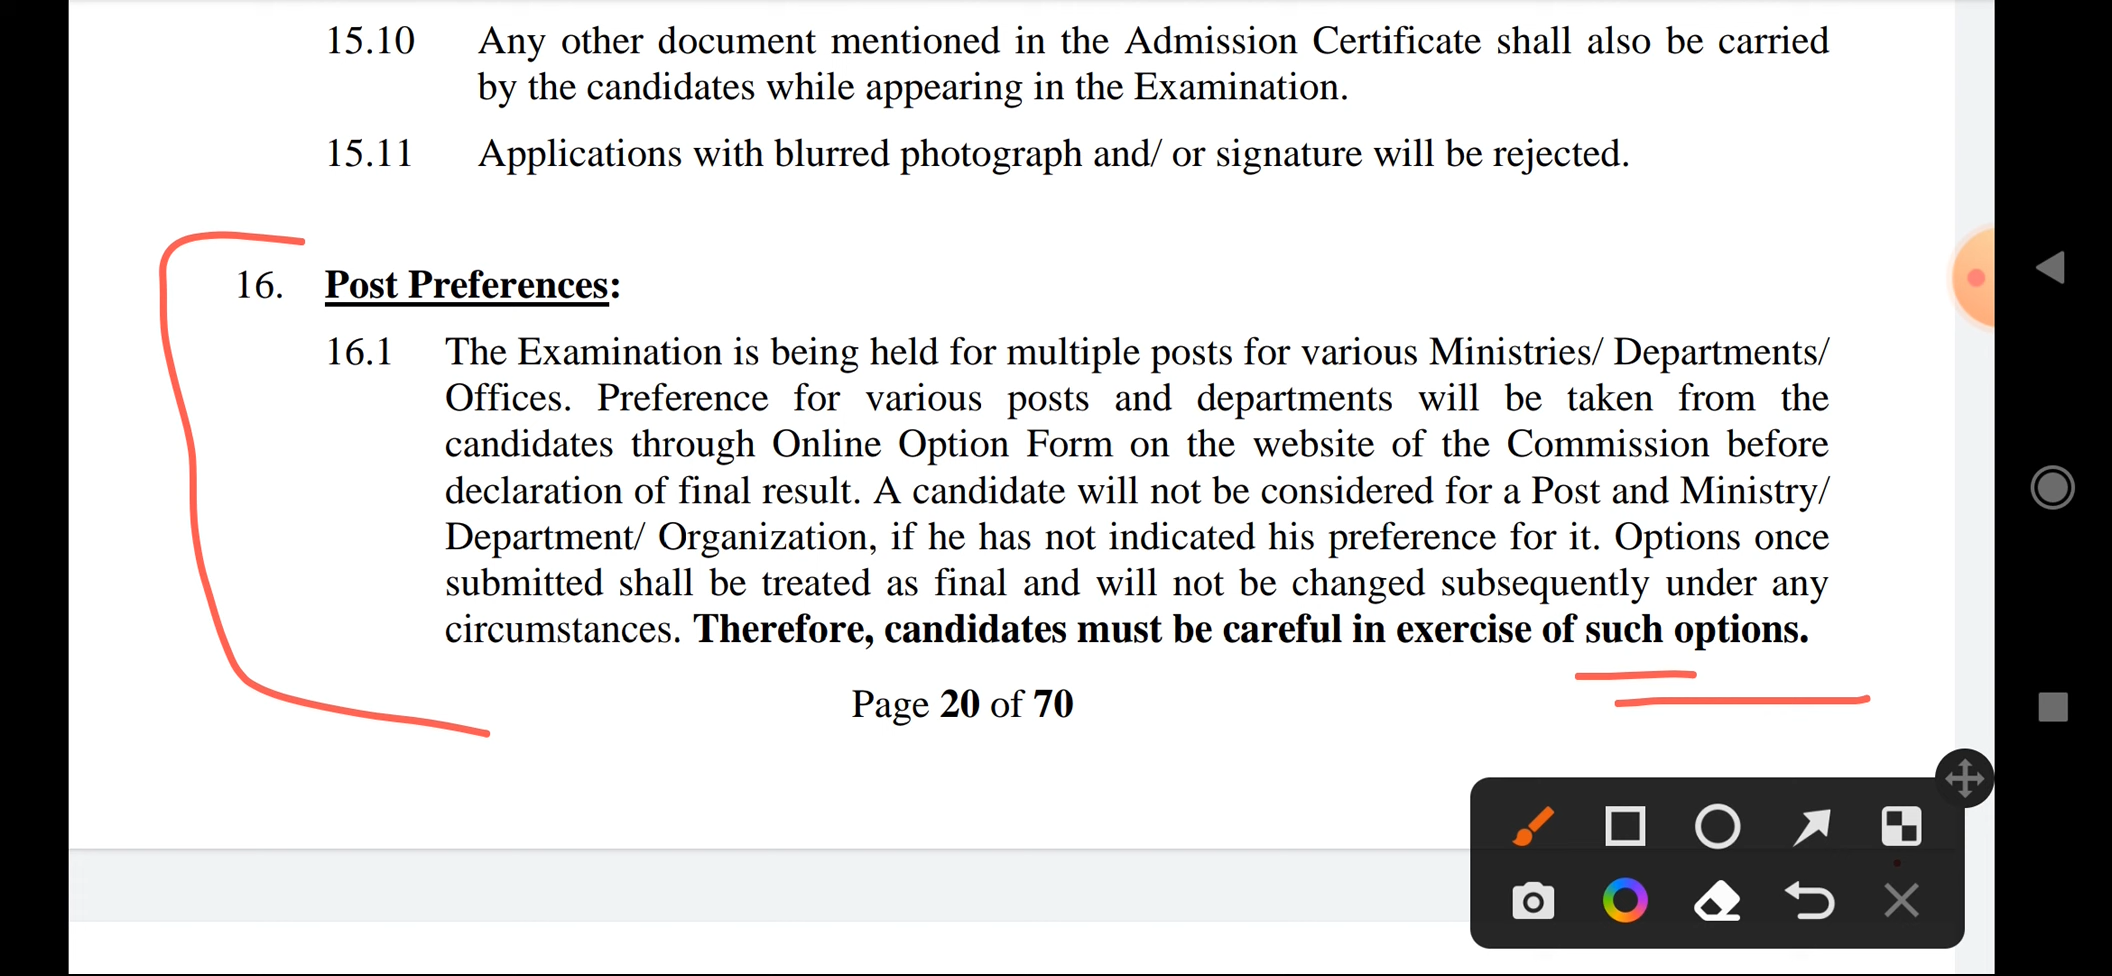 15.10 Any other document mentioned in the Admission Certificate shall also be carried
by the candidates while appearing in the Examination.
15.11 Applications with blurred photograph and/ or signature will be rejected.
16. Post Preferences:
16.1 The Examination is being held for multiple posts for various Ministries/ Departments/
Offices. Preference for various posts and departments will be taken from the
candidates through Online Option Form on the website of the Commission before
declaration of final result. A candidate will not be considered for a Post and Ministry/
Department/ Organization, if he has not indicated his preference for it. Options once
submitted shall be treated as final and will not be changed subsequently under any
circumstances. Therefore, candidates must be careful in exercise of such options.
Page 20 of 70